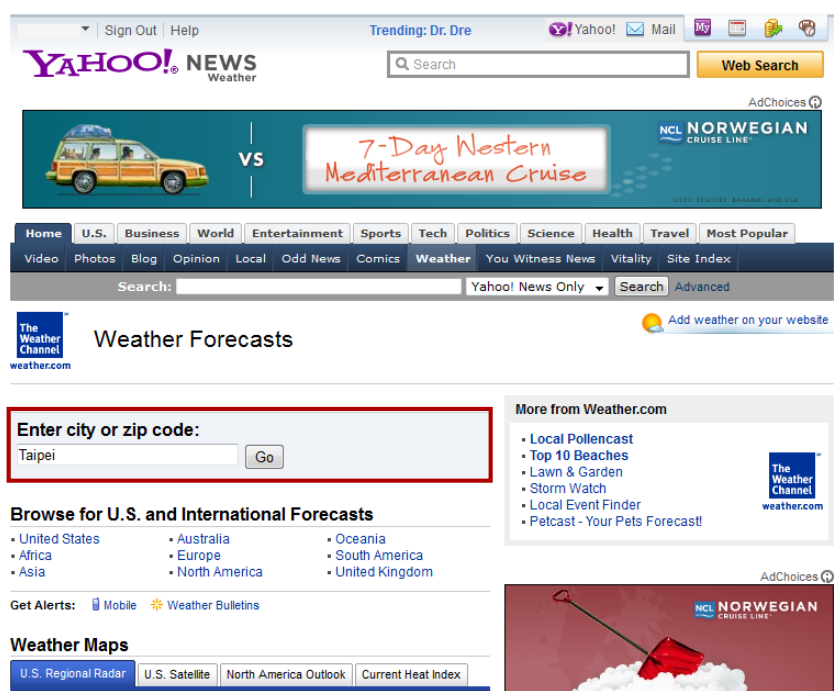 Sign Out | Help
Trending: Dr. Dre
Yahoo! Mail My
YAHOO!® NEWS
Weather
Search
Web Search
AdChoices
7-Day Western
Mediterranean Cruise
VS
NCL NORWEGIAN
CRUISE LINE
Home U.S. Business World Entertainment Sports Tech Politics Science Health Travel Most Popular
Video Photos Blog Opinion Local Odd News Comics Weather You Witness News Vitality Site Index
Search: Yahoo! News Only Search Advanced
The
Weather
Channel
weather.com
Weather Forecasts
Add weather on your website
Enter city or zip code:
Taipei Go
Browse for U.S. and International Forecasts
United States
Africa
Asia
Australia
Europe
North America
Oceania
South America
United Kingdom
Get Alerts: Mobile Weather Bulletins
Weather Maps
U.S. Regional Radar U.S. Satellite North America Outlook Current Heat Index
More from Weather.com
Local Pollencast
Top 10 Beaches
Lawn & Garden
Storm Watch
Local Event Finder
Petcast - Your Pets Forecast!
The
Weather
Channel
weather.com
AdChoices
NCL NORWEGIAN
CRUISE LINE